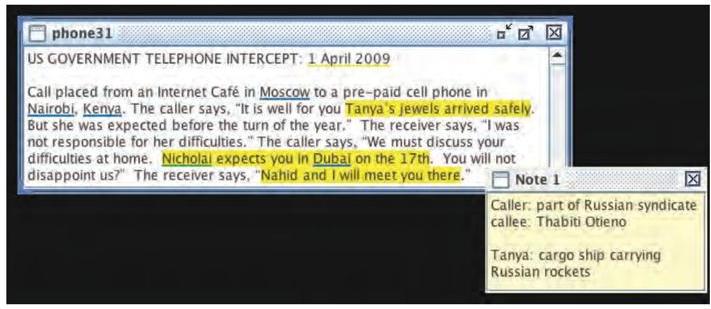 phone31
US GOVERNMENT TELEPHONE INTERCEPT: 1 April 2009
Call placed from an Internet Café in Moscow to a pre-paid cell phone in
Nairobi, Kenya. The caller says, "It is well for you Tanya's jewels arrived safely.
But she was expected before the turn of the year." The receiver says, "I was
not responsible for her difficulties." The caller says, "We must discuss your
difficulties at home. Nicholai expects you in Dubai on the 17th. You will not
disappoint us?" The receiver says, "Nahid and I will meet you there."
Note 1
Caller: part of Russian syndicate
callee: Thabiti Otieno
Tanya: cargo ship carrying
Russian rockets